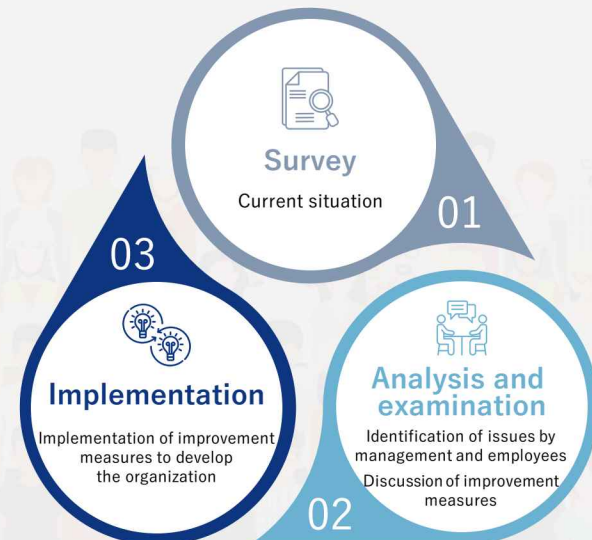 Survey
Current situation
01
Analysis and
examination
Identification of issues by
management and employees
Discussion of improvement
measures
02
03
Implementation
Implementation of improvement
measures to develop
the organization